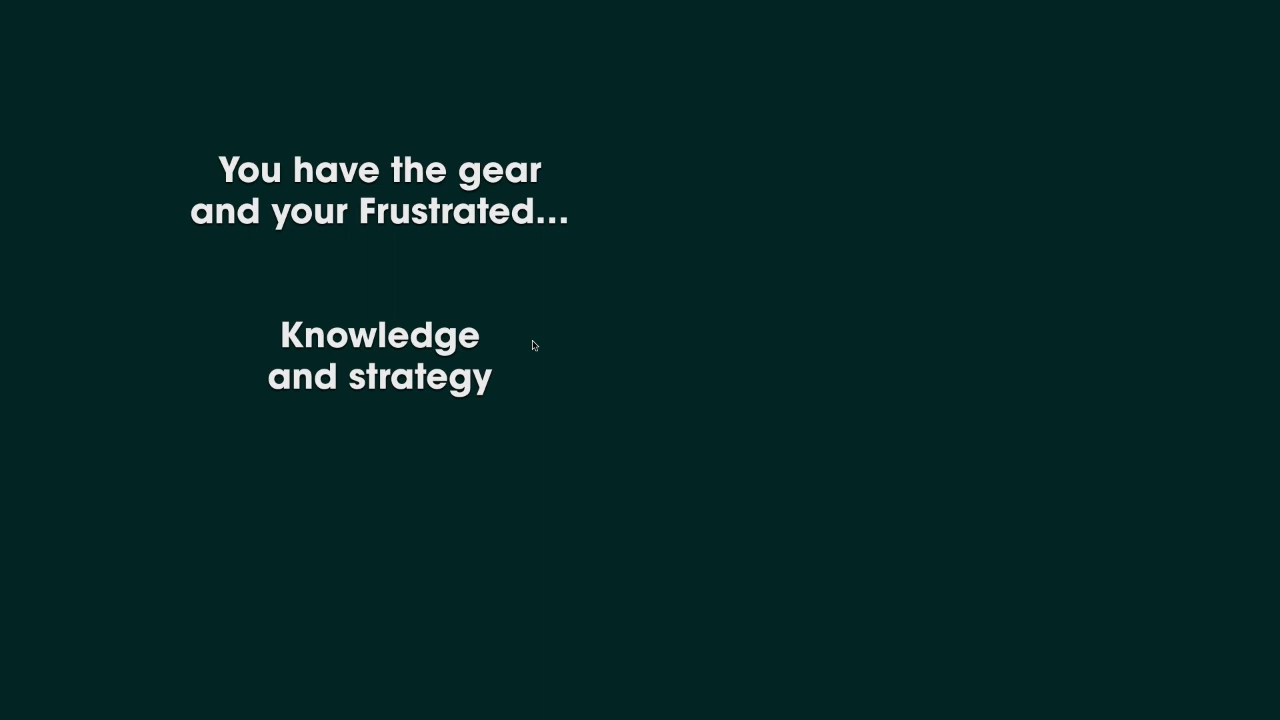 You have the gear
and your Frustrated...
Knowledge
and strategy